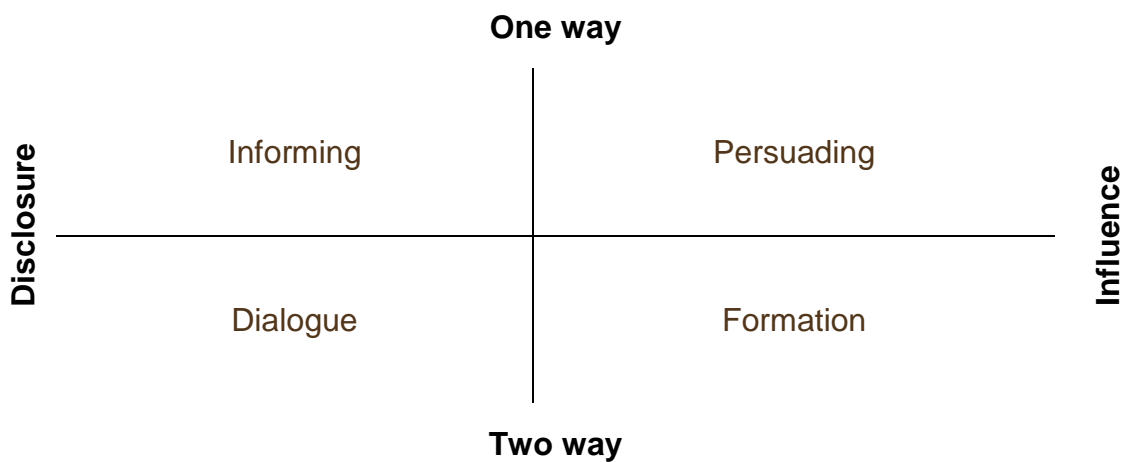 One way
Informing
Persuading
Disclosure
Influence
Dialogue
Formation
Two way